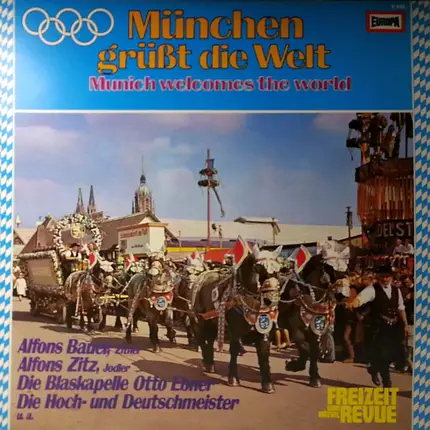 München
grüßt die Welt
Munich welcomes the world
EUROPA
Alfons Bauer, Zither
Alfons Zitz, Jodler
Die Blaskapelle Otto Ebner
Die Hoch- und Deutschmeister
u. a.
FREIZEIT
REVUE